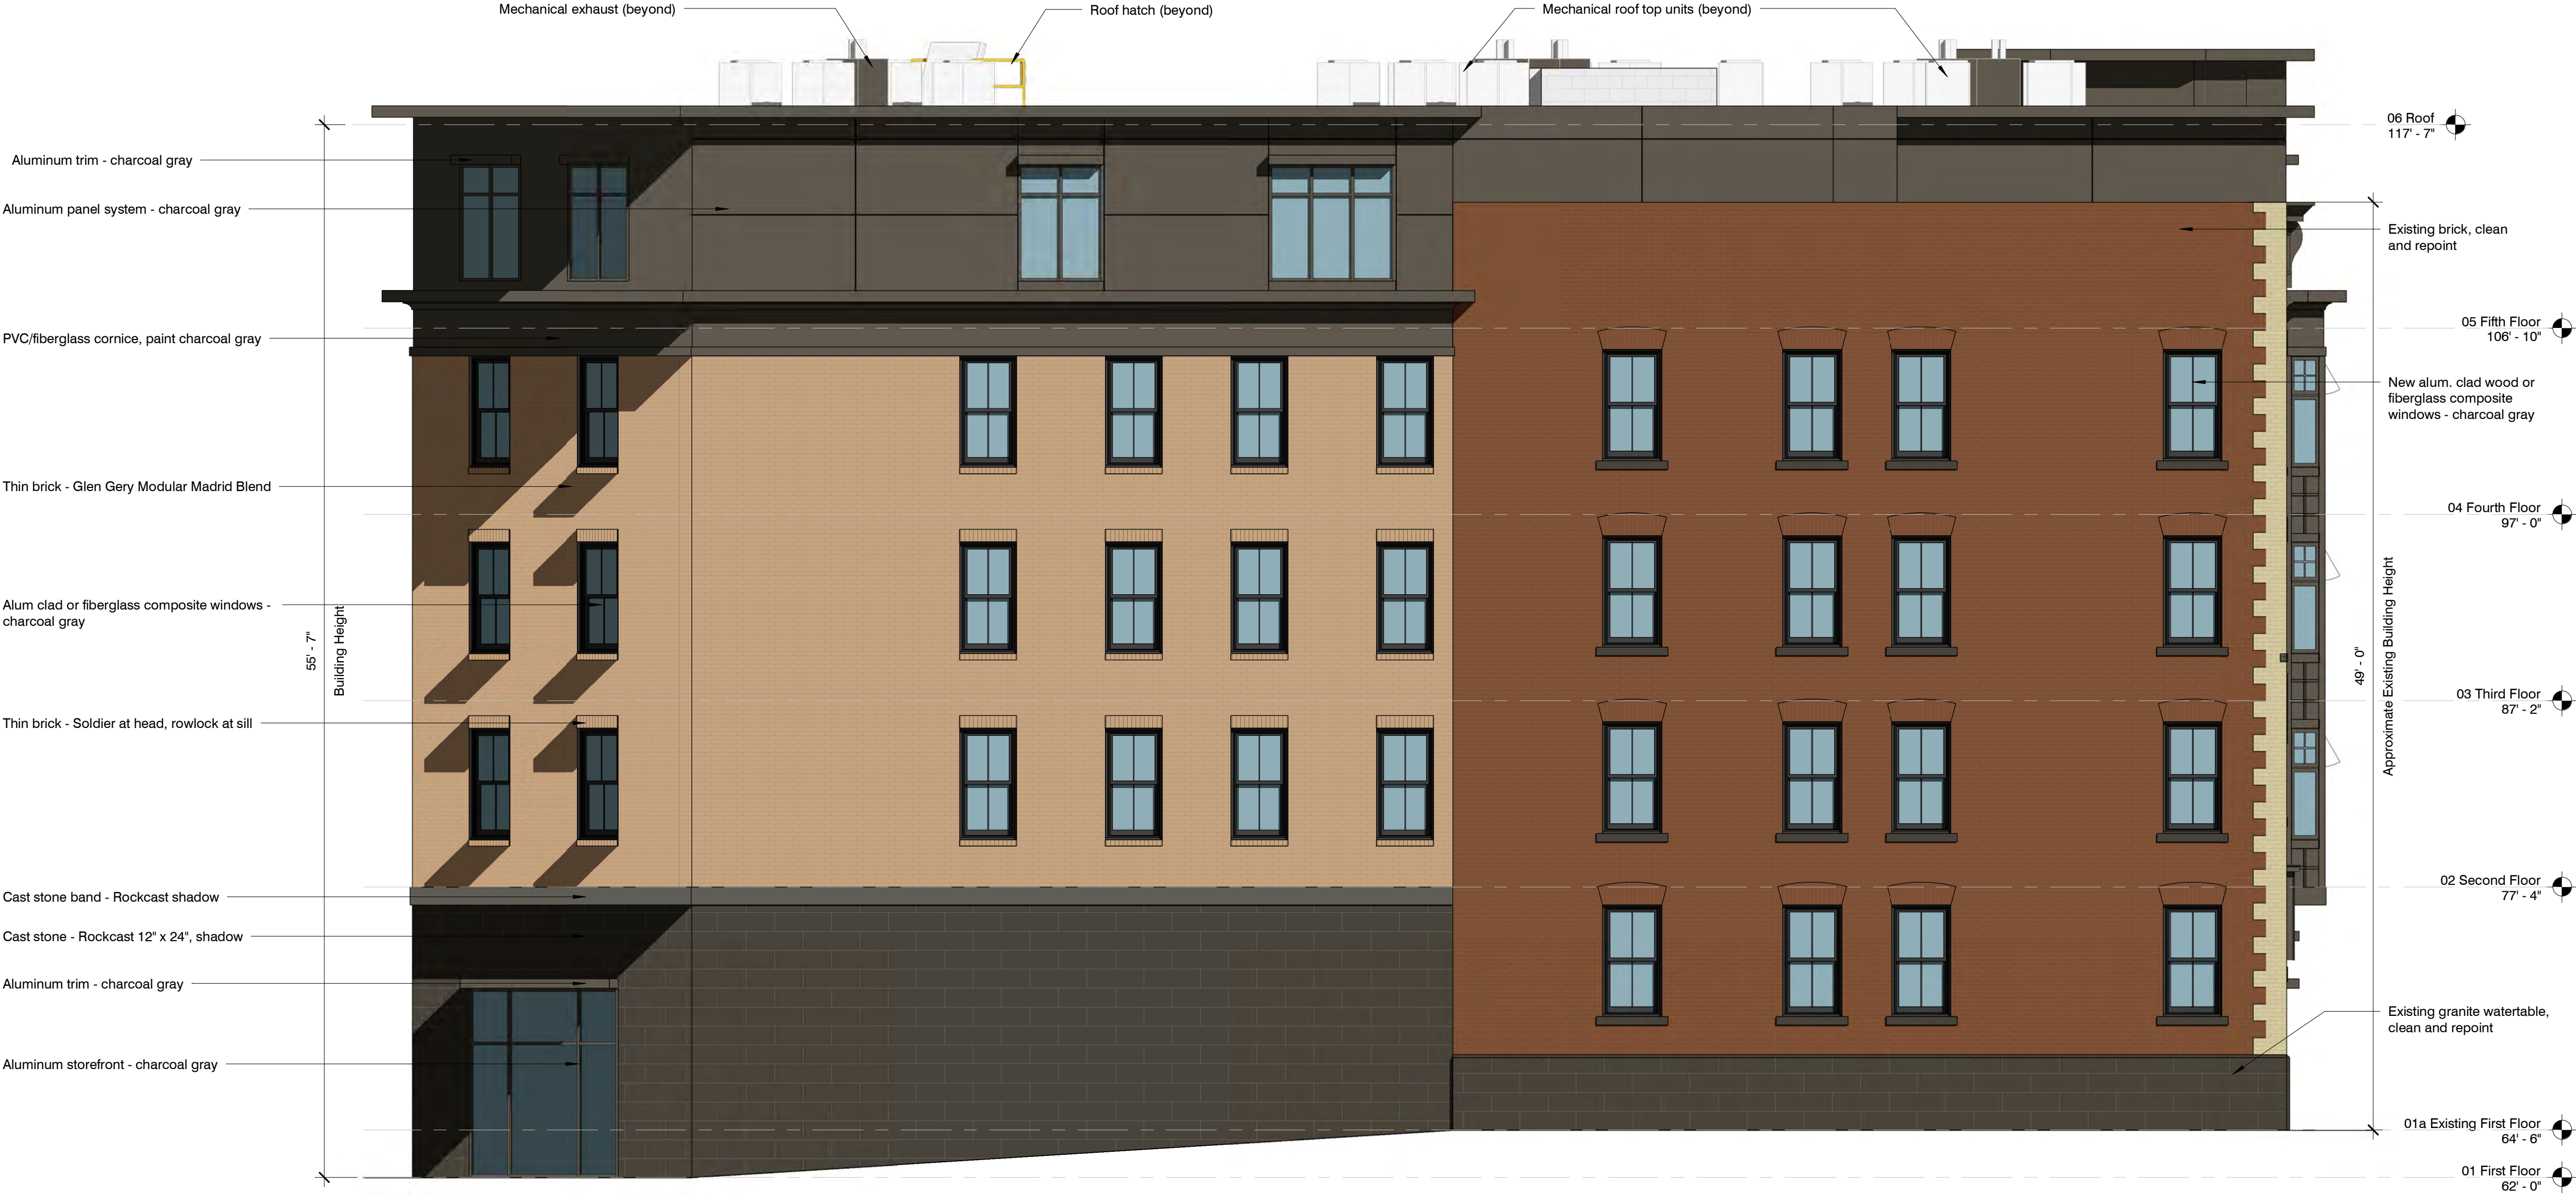 Mechanical exhaust (beyond)
Roof hatch (beyond)
Mechanical roof top units (beyond)
Aluminum trim - charcoal gray
Aluminum panel system - charcoal gray
PVC/fiberglass cornice, paint charcoal gray
Thin brick - Glen Gery Modular Madrid Blend
Alum clad or fiberglass composite windows -
charcoal gray
Thin brick - Soldier at head, rowlock at sill
Cast stone band - Rockcast shadow
Cast stone - Rockcast 12" x 24", shadow
Aluminum trim - charcoal gray
Aluminum storefront - charcoal gray
55' - 7"
Building Height
06 Roof
117' - 7"
Existing brick, clean
and repoint
05 Fifth Floor
106' - 10"
New alum. clad wood or
fiberglass composite
windows - charcoal gray
04 Fourth Floor
97' - 0"
49' - 0"
Approximate Existing Building Height
03 Third Floor
87' - 2"
02 Second Floor
77' - 4"
Existing granite watertable,
clean and repoint
01a Existing First Floor
64' - 6"
01 First Floor
62' - 0"